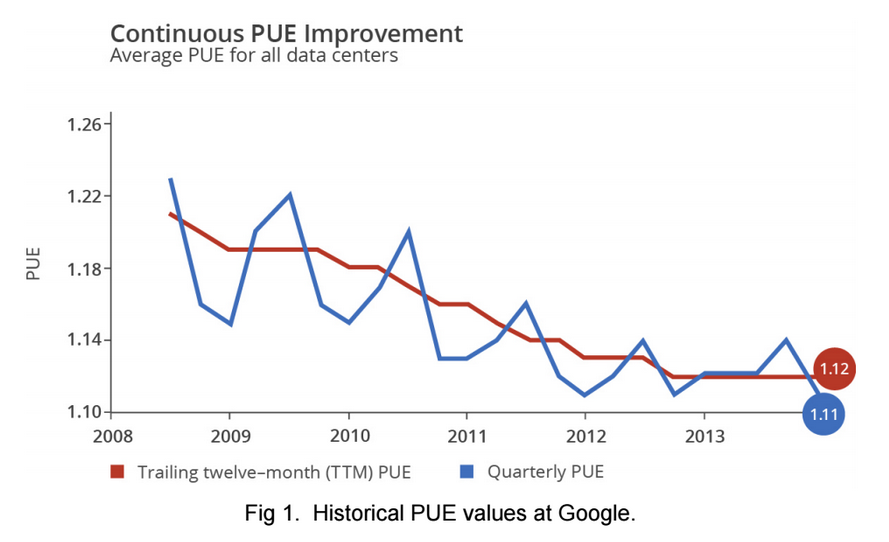 Continuous PUE Improvement
Average PUE for all data centers
PUE
1.26
1.22
1.18
1.14
1.10
1.12
1.11
2008 2009 2010 2011 2012 2013
Trailing twelve–month (TTM) PUE Quarterly PUE
Fig 1. Historical PUE values at Google.